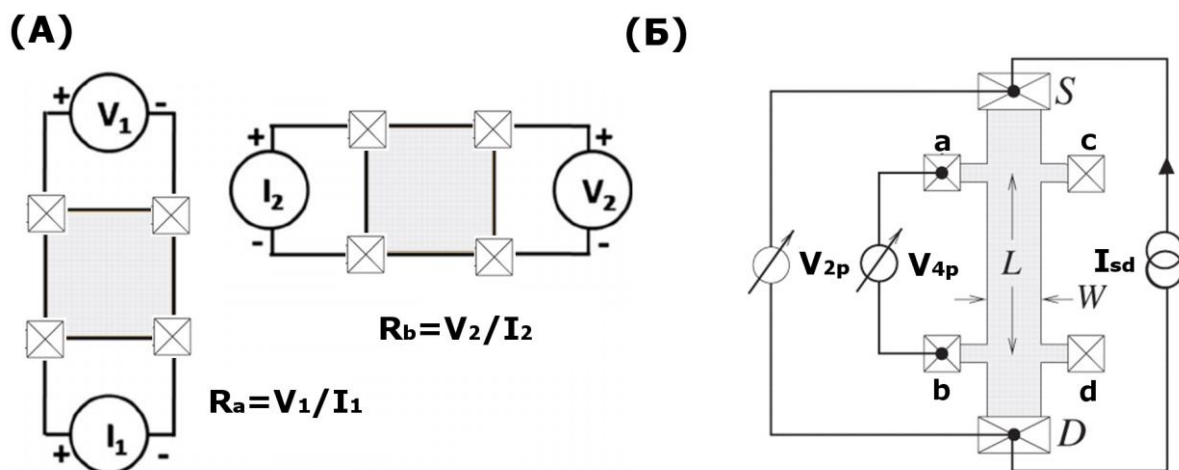 (А)
+ V₁ -
+ I₁ -
Ra=V₁/I₁
+ I₂ -
+ V₂ -
Rb=V₂/I₂
(Б)
S
a
c
V2p
V4p
L
W
Isd
b
d
D